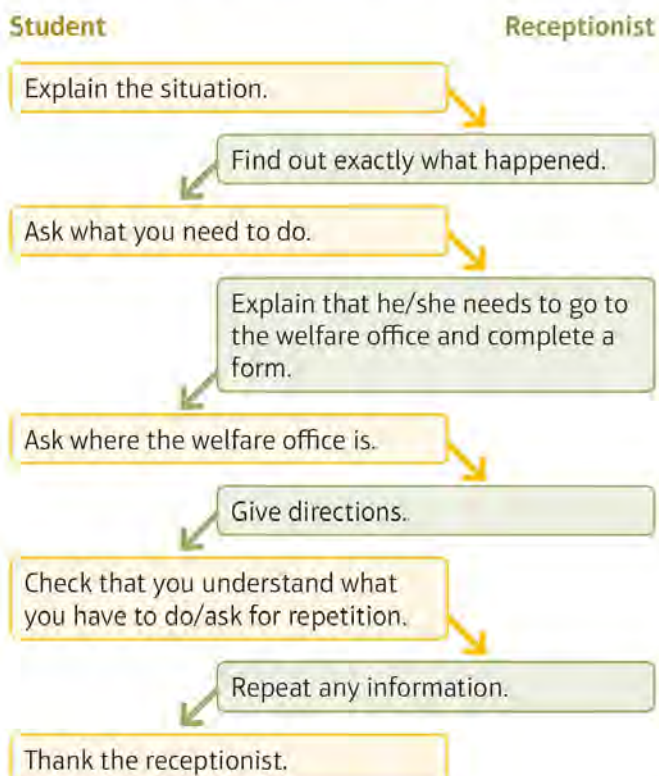 Student
Receptionist
Explain the situation.
Find out exactly what happened.
Ask what you need to do.
Explain that he/she needs to go to
the welfare office and complete a
form.
Ask where the welfare office is.
Give directions.
Check that you understand what
you have to do/ask for repetition.
Repeat any information.
Thank the receptionist.